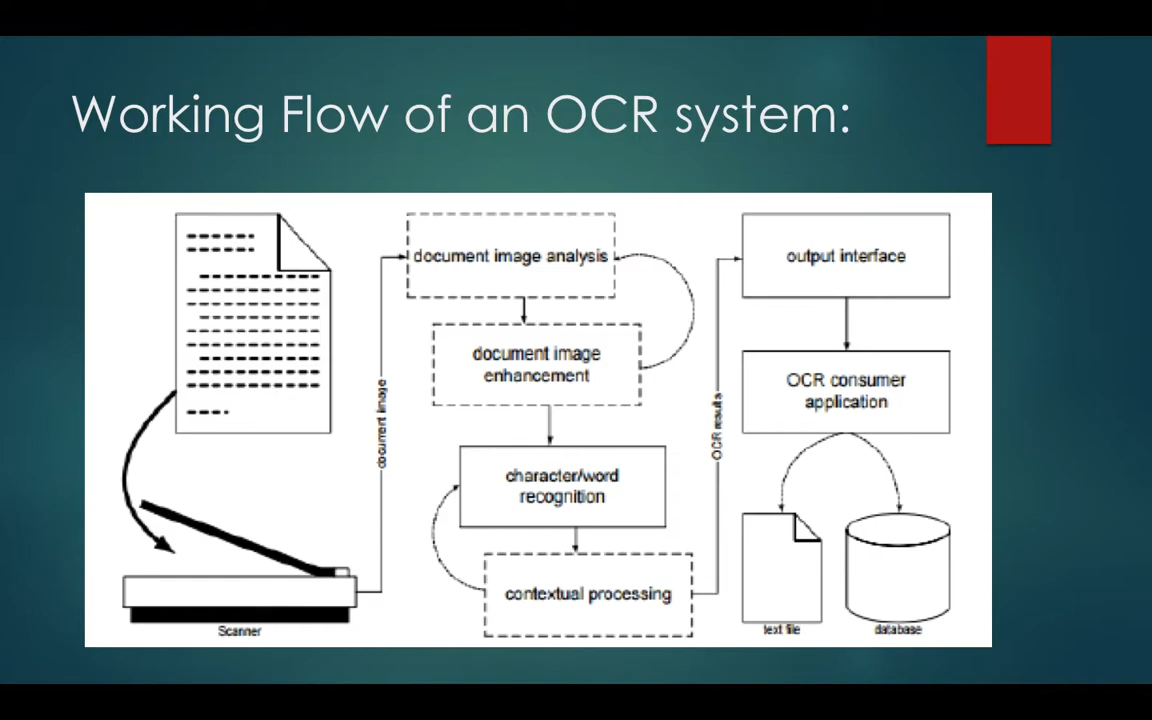 Working Flow of an OCR system:
document image analysis
document image
enhancement
character/word
recognition
contextual processing
document image
OCR results
output interface
OCR consumer
application
text file
database
Scanner